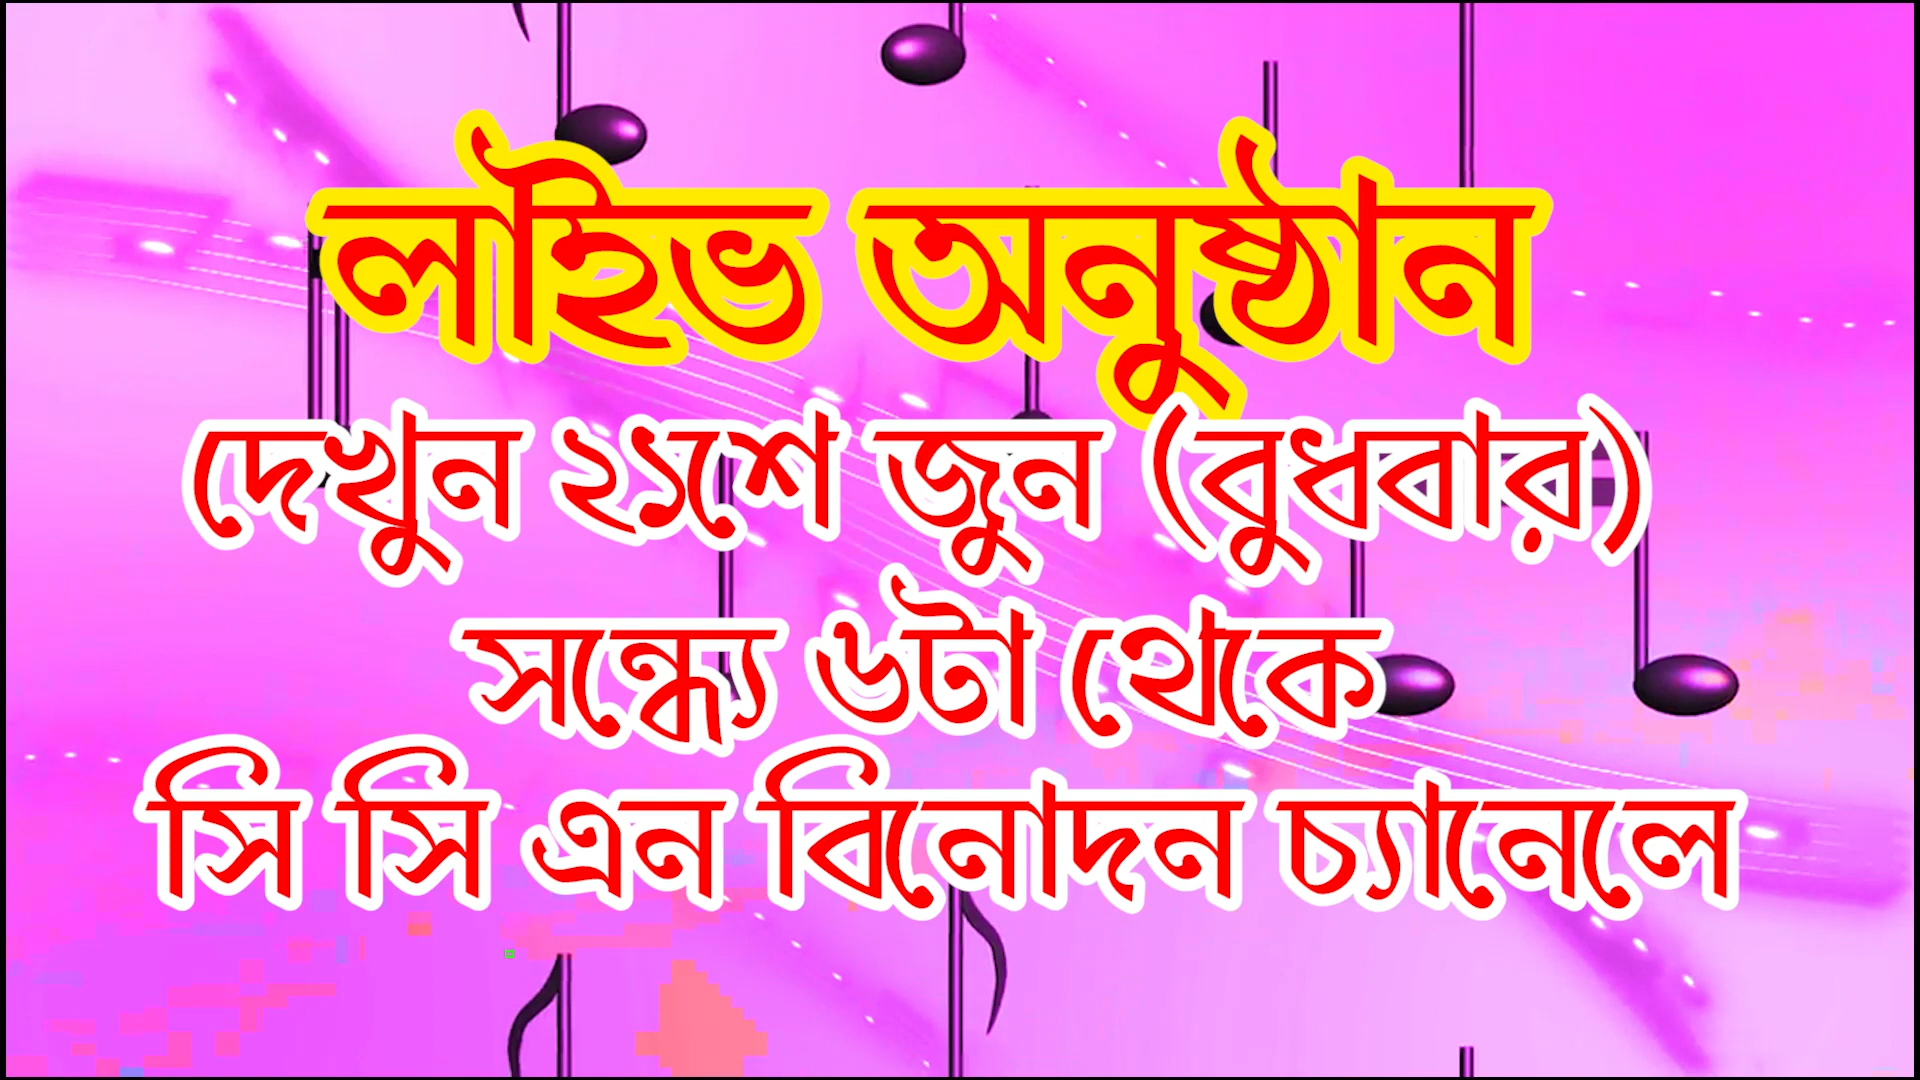 লাইভ অনুষ্ঠান
দেখুন ২১শে জুন (বুধবার)
সন্ধ্যে ৬টা থেকে
সি সি এন বিনোদন চ্যানেলে